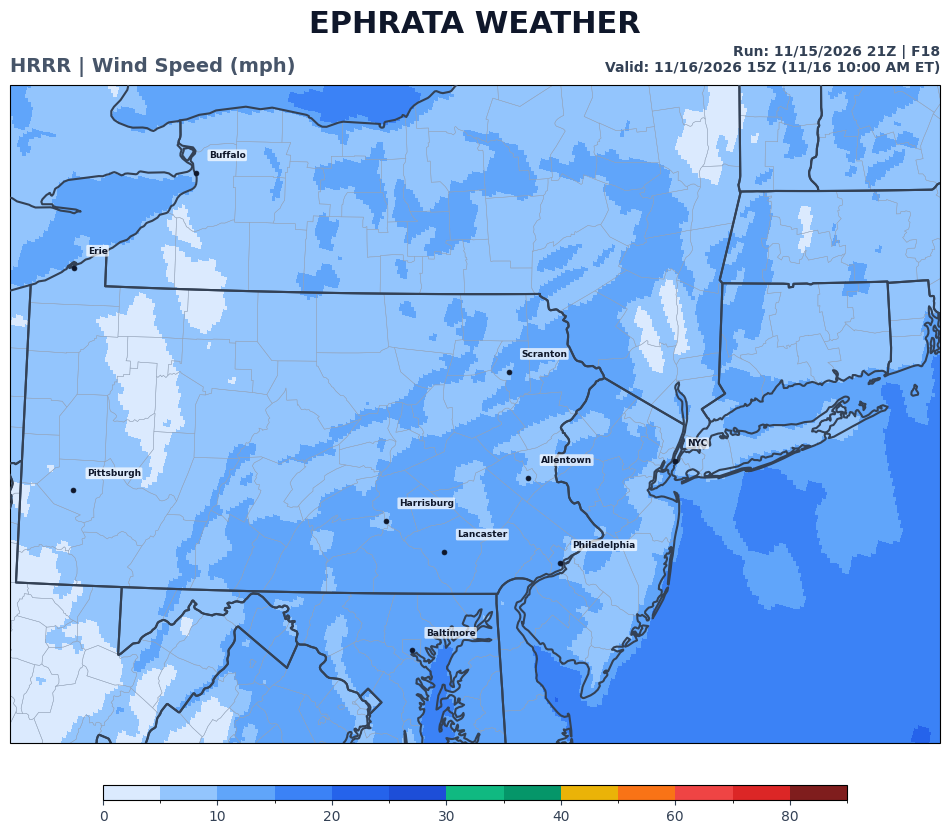 EPHRATA WEATHER
HRRR | Wind Speed (mph)
Run: 11/15/2026 21Z | F18
Valid: 11/16/2026 15Z (11/16 10:00 AM ET)
Buffalo
Erie
Scranton
NYC
Allentown
Pittsburgh
Harrisburg
Lancaster
Philadelphia
Baltimore
0 10 20 30 40 60 80